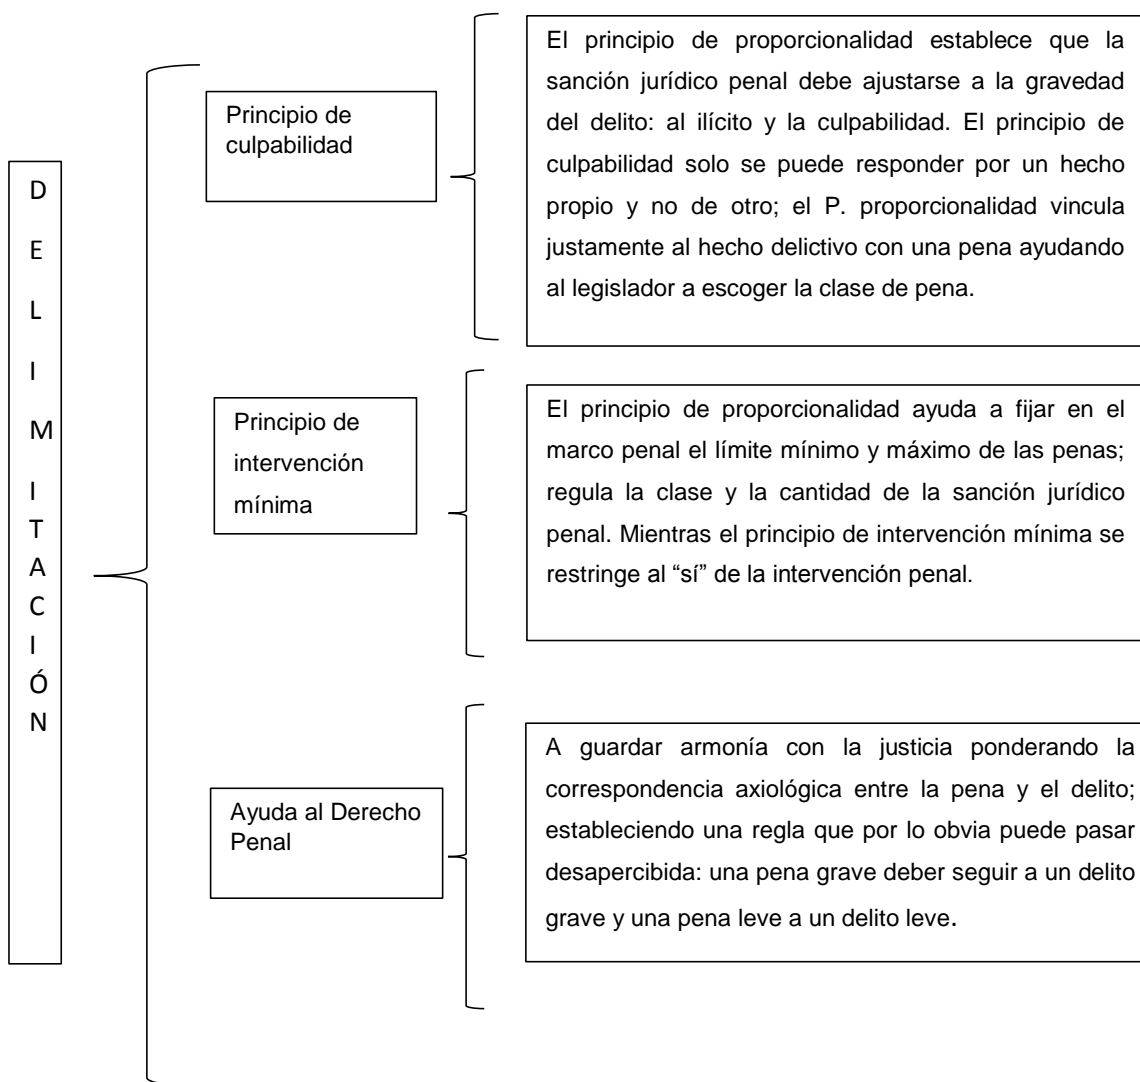 D
E
L
I
M
I
T
A
C
I
Ó
N
Principio de
culpabilidad
El principio de proporcionalidad establece que la
sanción jurídico penal debe ajustarse a la gravedad
del delito: al ilícito y la culpabilidad. El principio de
culpabilidad solo se puede responder por un hecho
propio y no de otro; el P. proporcionalidad vincula
justamente al hecho delictivo con una pena ayudando
al legislador a escoger la clase de pena.
Principio de
intervención
mínima
El principio de proporcionalidad ayuda a fijar en el
marco penal el límite mínimo y máximo de las penas;
regula la clase y la cantidad de la sanción jurídico
penal. Mientras el principio de intervención mínima se
restringe al “sí” de la intervención penal.
Ayuda al Derecho
Penal
A guardar armonía con la justicia ponderando la
correspondencia axiológica entre la pena y el delito;
estableciendo una regla que por lo obvia puede pasar
desapercibida: una pena grave deber seguir a un delito
grave y una pena leve a un delito leve.